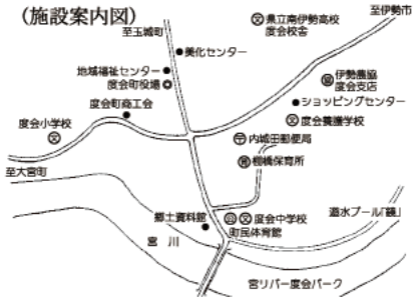 (施設案内図)
至玉城町
県立南伊勢高校
度会校舎
至伊勢市
美化センター
地域福祉センター
度会町役場
伊勢農協
度会支店
度会町商工会
ショッピングセンター
度会小学校
文
文
度会養護学校
内城田郵便局
棚橋保育所
至大宮町
郷土資料館
文
度会中学校
町民体育館
遊水プール「鏡」
宮川
宮リバー度会パーク